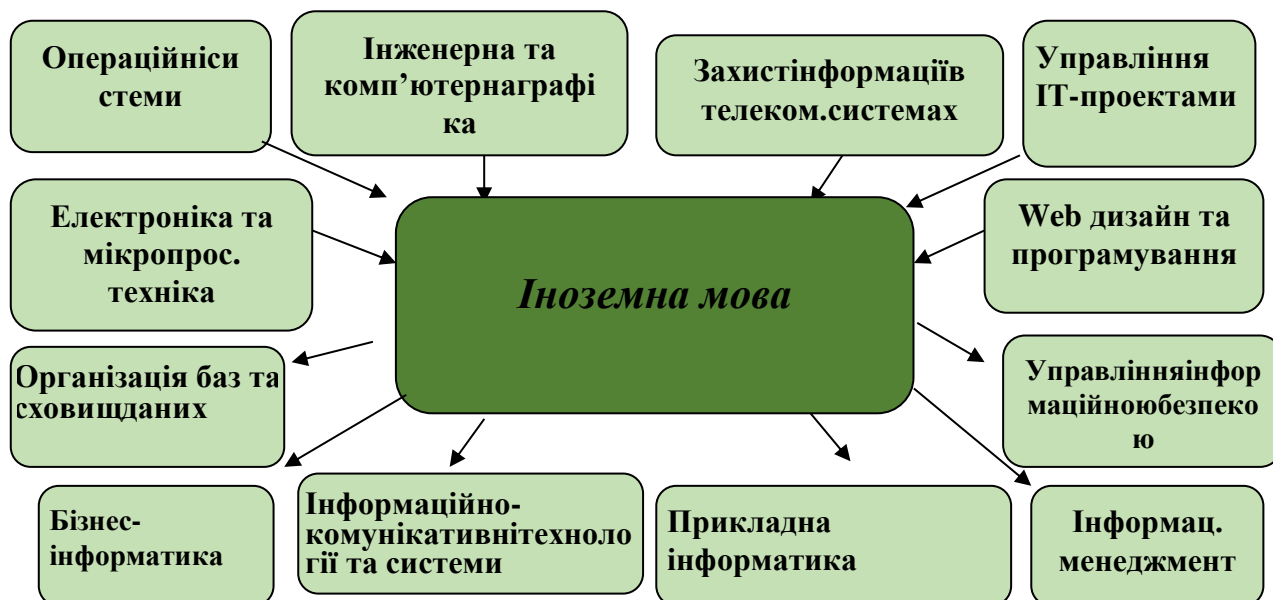 Операційніси
стеми
Інженерна та
комп’ютернаграфі
ка
Захистінформаціїв
телеком.системах
Управління
ІТ-проектами
Електроніка та
мікропрос.
техніка
Іноземна мова
Web дизайн та
програмування
Організація баз та
сховищданих
Управлінняінфор
маційноюбезпеко
ю
Бізнес-
інформатика
Інформаційно-
комунікативнітехноло
гії та системи
Прикладна
інформатика
Інформац.
менеджмент